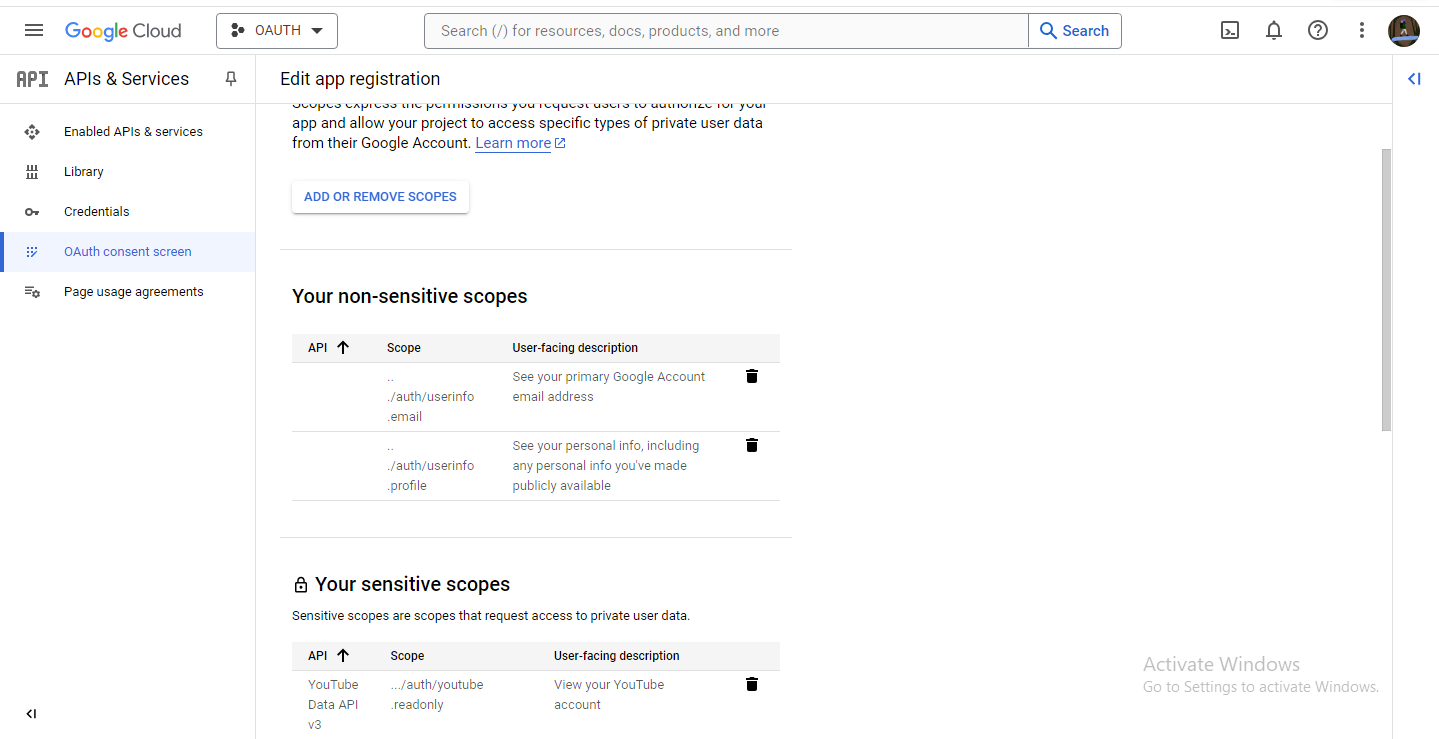 Google Cloud
OAUTH
Search (/) for resources, docs, products, and more
Search
API APIs & Services
Edit app registration
Enabled APIs & services
Library
Credentials
OAuth consent screen
Page usage agreements
Scopes express the permissions you request users to authorize for your
app and allow your project to access specific types of private user data
from their Google Account. Learn more
ADD OR REMOVE SCOPES
Your non-sensitive scopes
API Scope User-facing description
..
./auth/userinfo
.email
See your primary Google Account
email address
..
./auth/userinfo
.profile
See your personal info, including
any personal info you've made
publicly available
Your sensitive scopes
Sensitive scopes are scopes that request access to private user data.
API Scope User-facing description
YouTube
Data API
v3
.../auth/youtube
.readonly
View your YouTube
account
Activate Windows
Go to Settings to activate Windows.